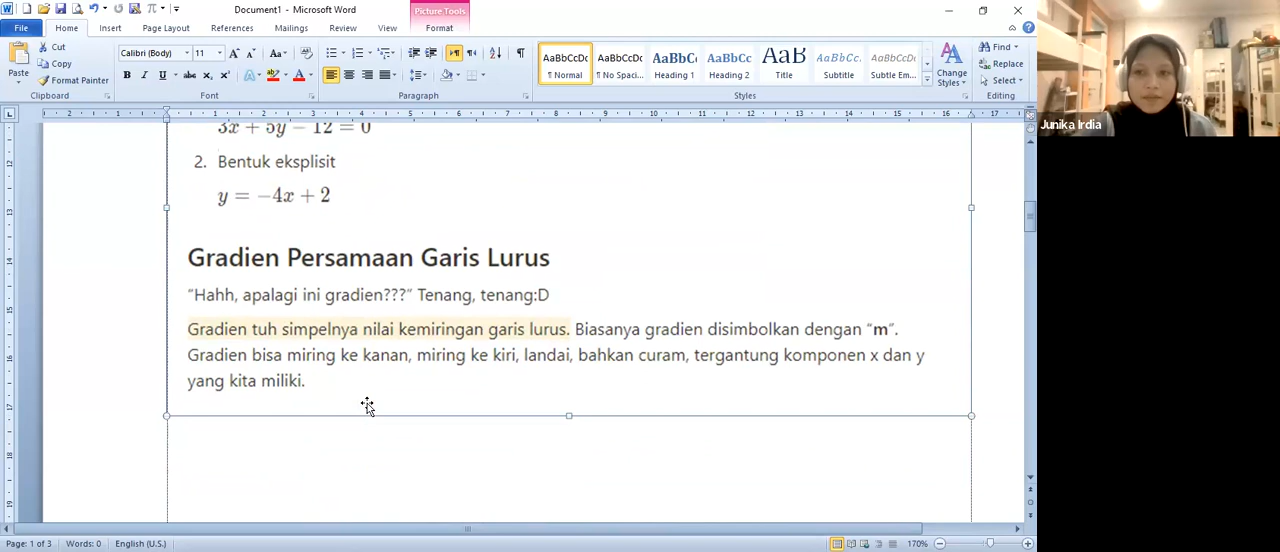 Document1 - Microsoft Word
Picture Tools
File Home Insert Page Layout References Mailings Review View Format
Paste
Cut
Copy
Format Painter
Clipboard
Calibri (Body) 11
Font
Paragraph
AaBbCcDc AaBbCcDc AaBbCc AaBbCc AaB AaBbCc. AaBbCcDc
¶ Normal ¶ No Spaci... Heading 1 Heading 2 Title Subtitle Subtle Em...
Change
Styles
Styles
Find
Replace
Select
Editing
Junika Irdia
3x + 5y − 12 = 0
2. Bentuk eksplisit
y = −4x + 2
Gradien Persamaan Garis Lurus
“Hahh, apalagi ini gradien???” Tenang, tenang:D
Gradien tuh simpelnya nilai kemiringan garis lurus. Biasanya gradien disimbolkan dengan “m”.
Gradien bisa miring ke kanan, miring ke kiri, landai, bahkan curam, tergantung komponen x dan y
yang kita miliki.
Page: 1 of 3 Words: 0 English (U.S.) 170%